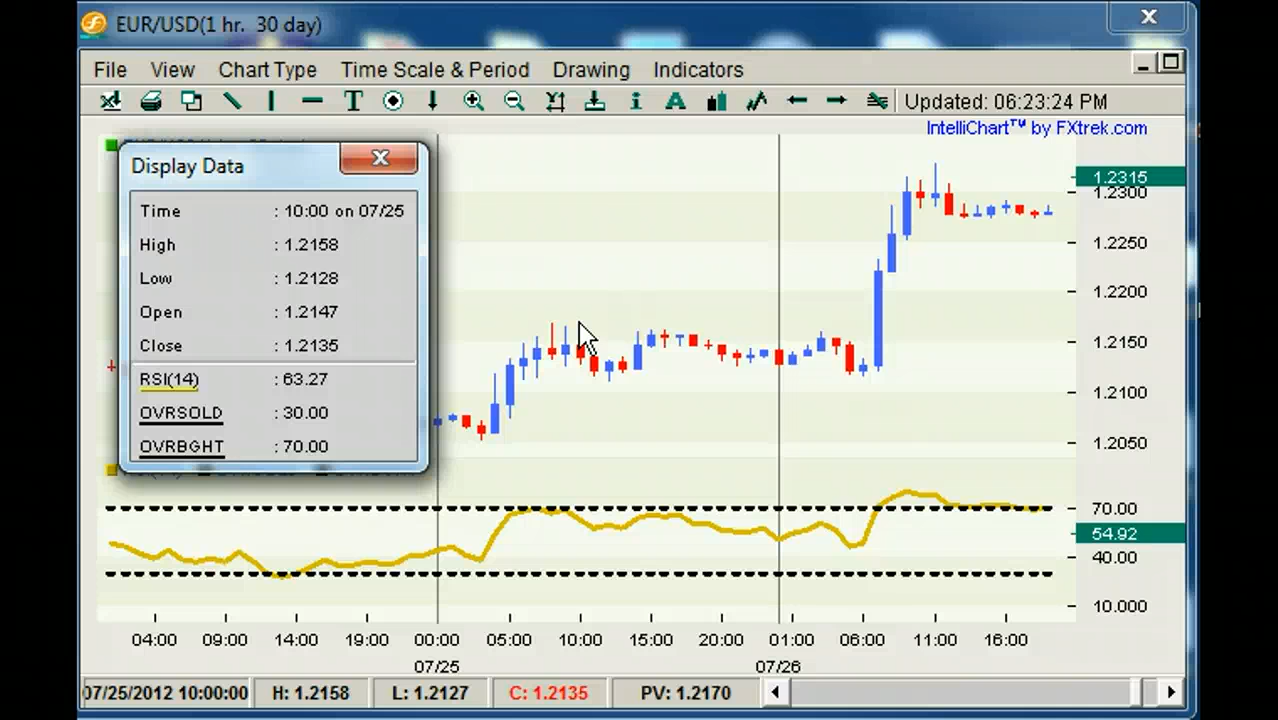 EUR/USD(1 hr. 30 day)
File View Chart Type Time Scale & Period Drawing Indicators
Updated: 06:23:24 PM
IntelliChart™ by FXtrek.com
Display Data
Time : 10:00 on 07/25
High : 1.2158
Low : 1.2128
Open : 1.2147
Close : 1.2135
RSI(14) : 63.27
OVRSOLD : 30.00
OVRBGHT : 70.00
1.2315
1.2300
1.2250
1.2200
1.2150
1.2100
1.2050
70.00
54.92
40.00
10.000
04:00 09:00 14:00 19:00 00:00 05:00 10:00 15:00 20:00 01:00 06:00 11:00 16:00
07/25 07/26
07/25/2012 10:00:00 H: 1.2158 L: 1.2127 C: 1.2135 PV: 1.2170